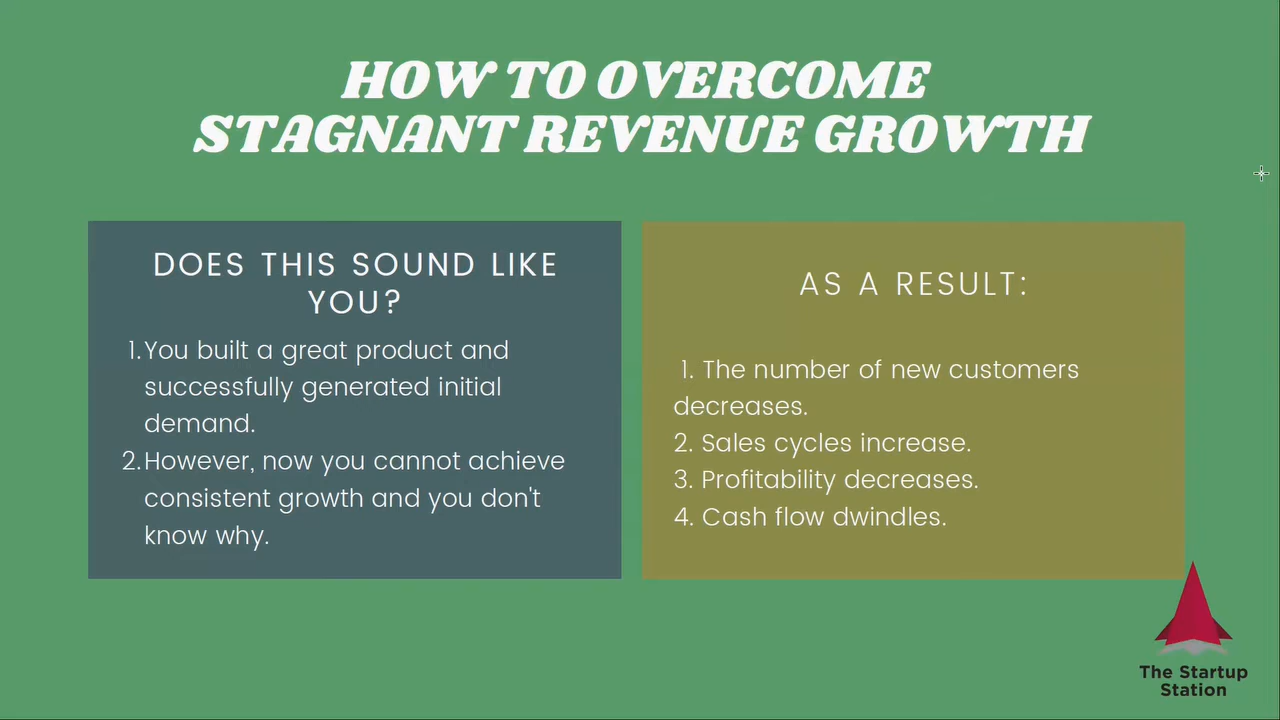 HOW TO OVERCOME
STAGNANT REVENUE GROWTH
DOES THIS SOUND LIKE
YOU?
1.You built a great product and
successfully generated initial
demand.
2.However, now you cannot achieve
consistent growth and you don't
know why.
AS A RESULT:
1. The number of new customers
decreases.
2. Sales cycles increase.
3. Profitability decreases.
4. Cash flow dwindles.
The Startup
Station